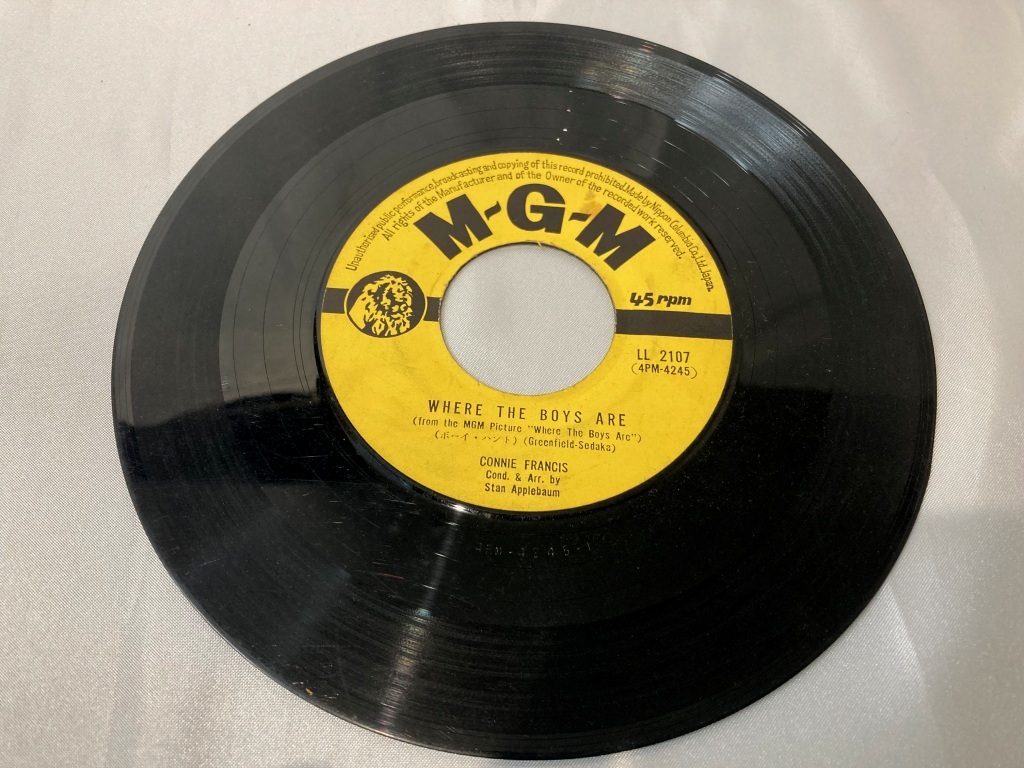 Unauthorized public performance, broadcasting and copying of this record prohibited. Made by Nippon Columbia Co., Ltd. Japan.
All rights of the Manufacturer and of the Owner of the recorded work reserved.
M-G-M
45 rpm
LL 2107
(4PM-4245)
WHERE THE BOYS ARE
(from the MGM Picture "Where The Boys Are")
(ボーイ・ハント) (Greenfield-Sedaka)
CONNIE FRANCIS
Cond. & Arr. by
Stan Applebaum
4PM-4245-1